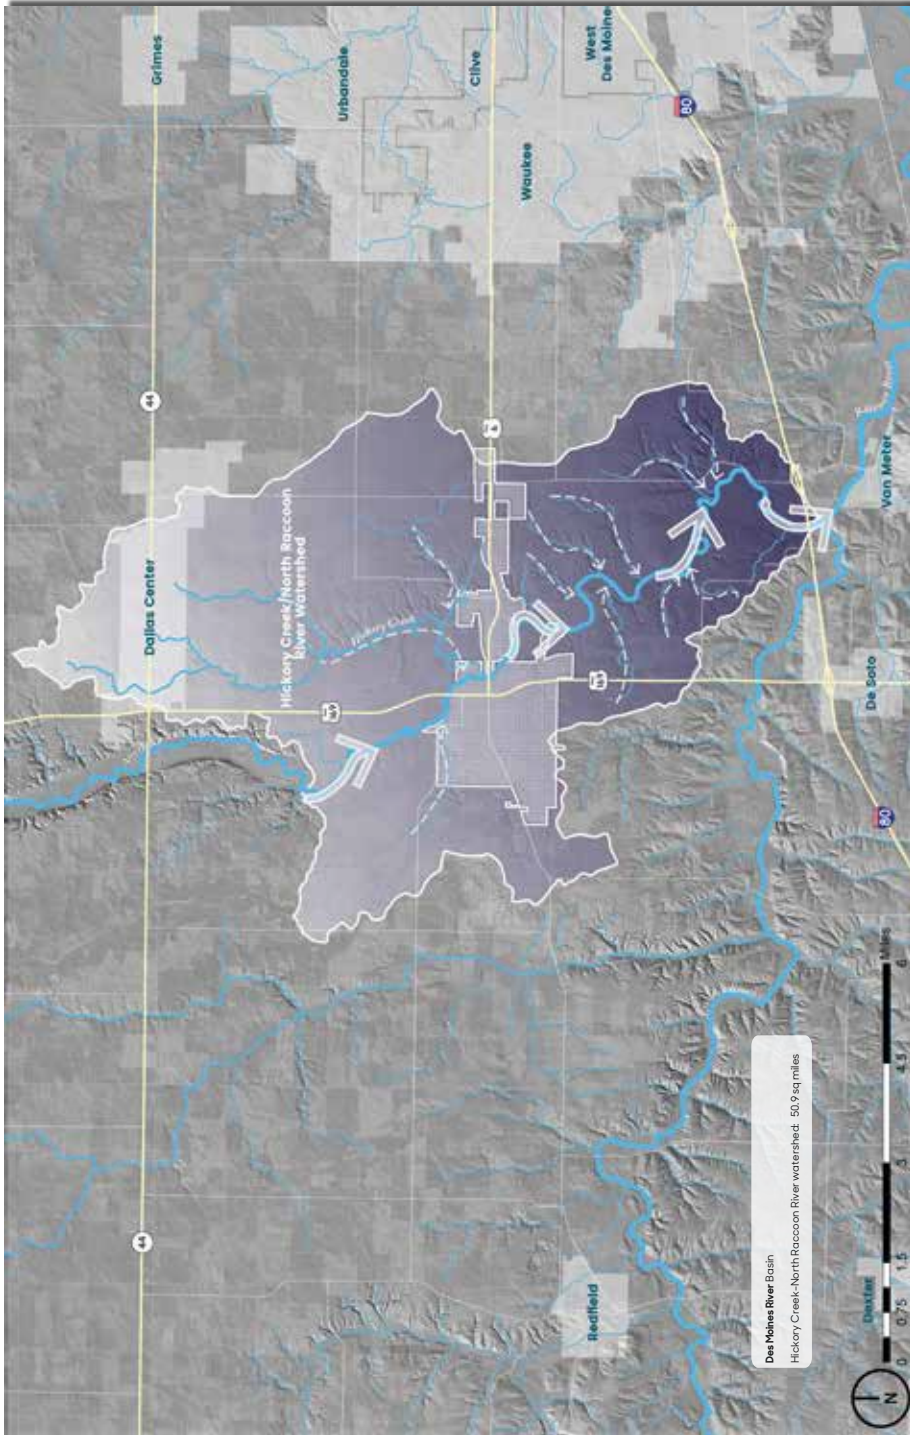 44
Dallas Center
44
Grimes
Hickory Creek/North Raccoon
River Watershed
169
Urbandale
Hickory Creek
Clive
6
Waukee
West
Des Moines
169
Redfield
80
Des Moines River Basin
Hickory Creek-North Raccoon River watershed: 50.9 sq miles
River
De Soto
Van Meter
Dexter
80
Miles
0 0.75 1.5 3 4.5 6
N